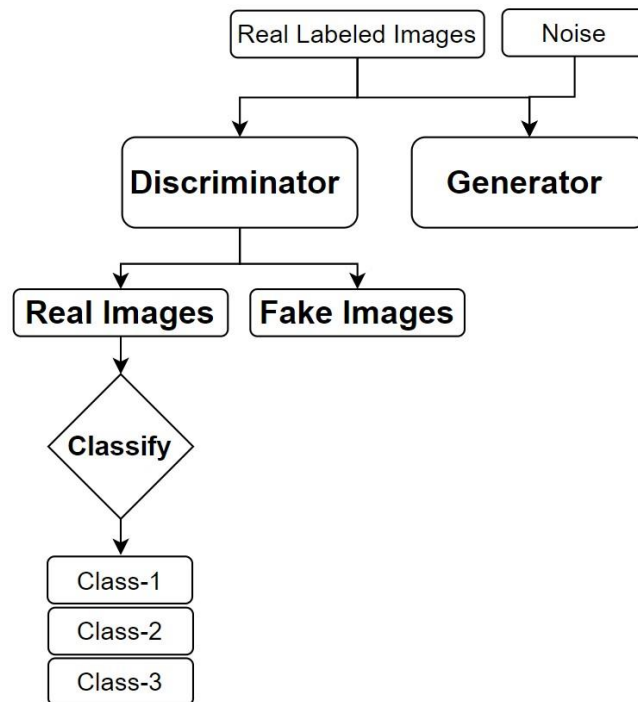 Real Labeled Images
Noise
Discriminator
Generator
Real Images
Fake Images
Classify
Class-1
Class-2
Class-3